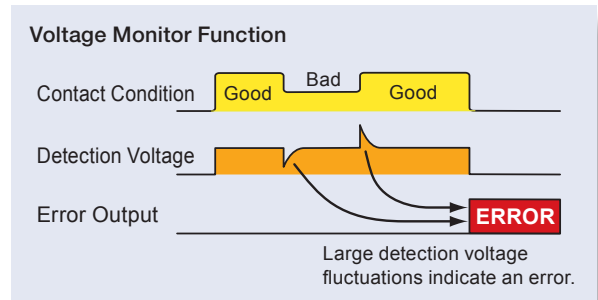 Voltage Monitor Function
Bad
Contact Condition Good Good
Detection Voltage
Error Output ERROR
Large detection voltage
fluctuations indicate an error.